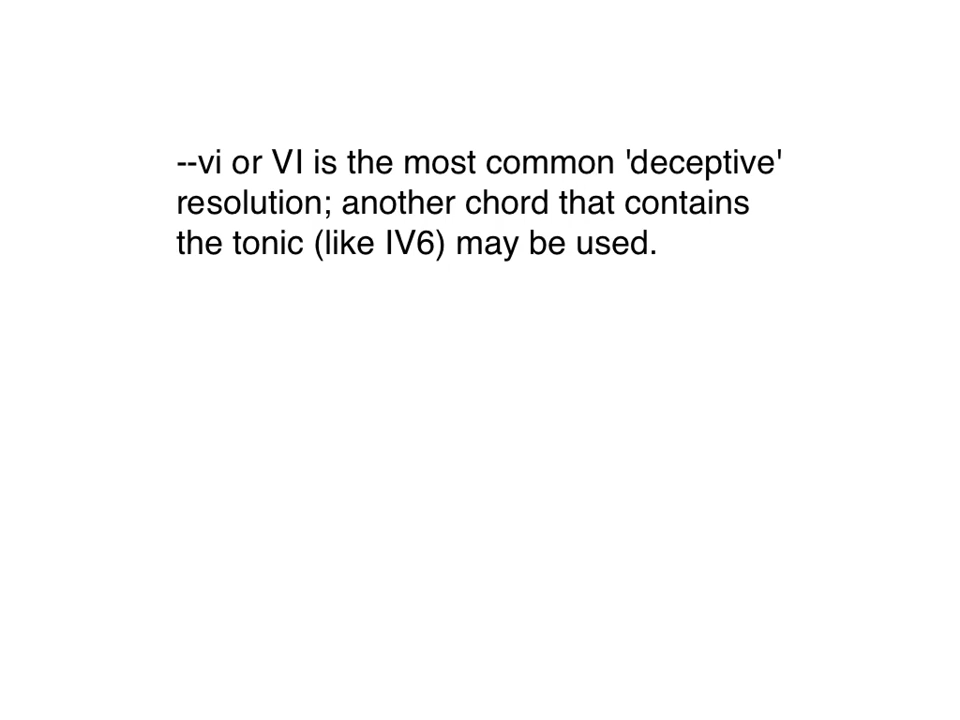 --vi or VI is the most common 'deceptive'
resolution; another chord that contains
the tonic (like IV6) may be used.